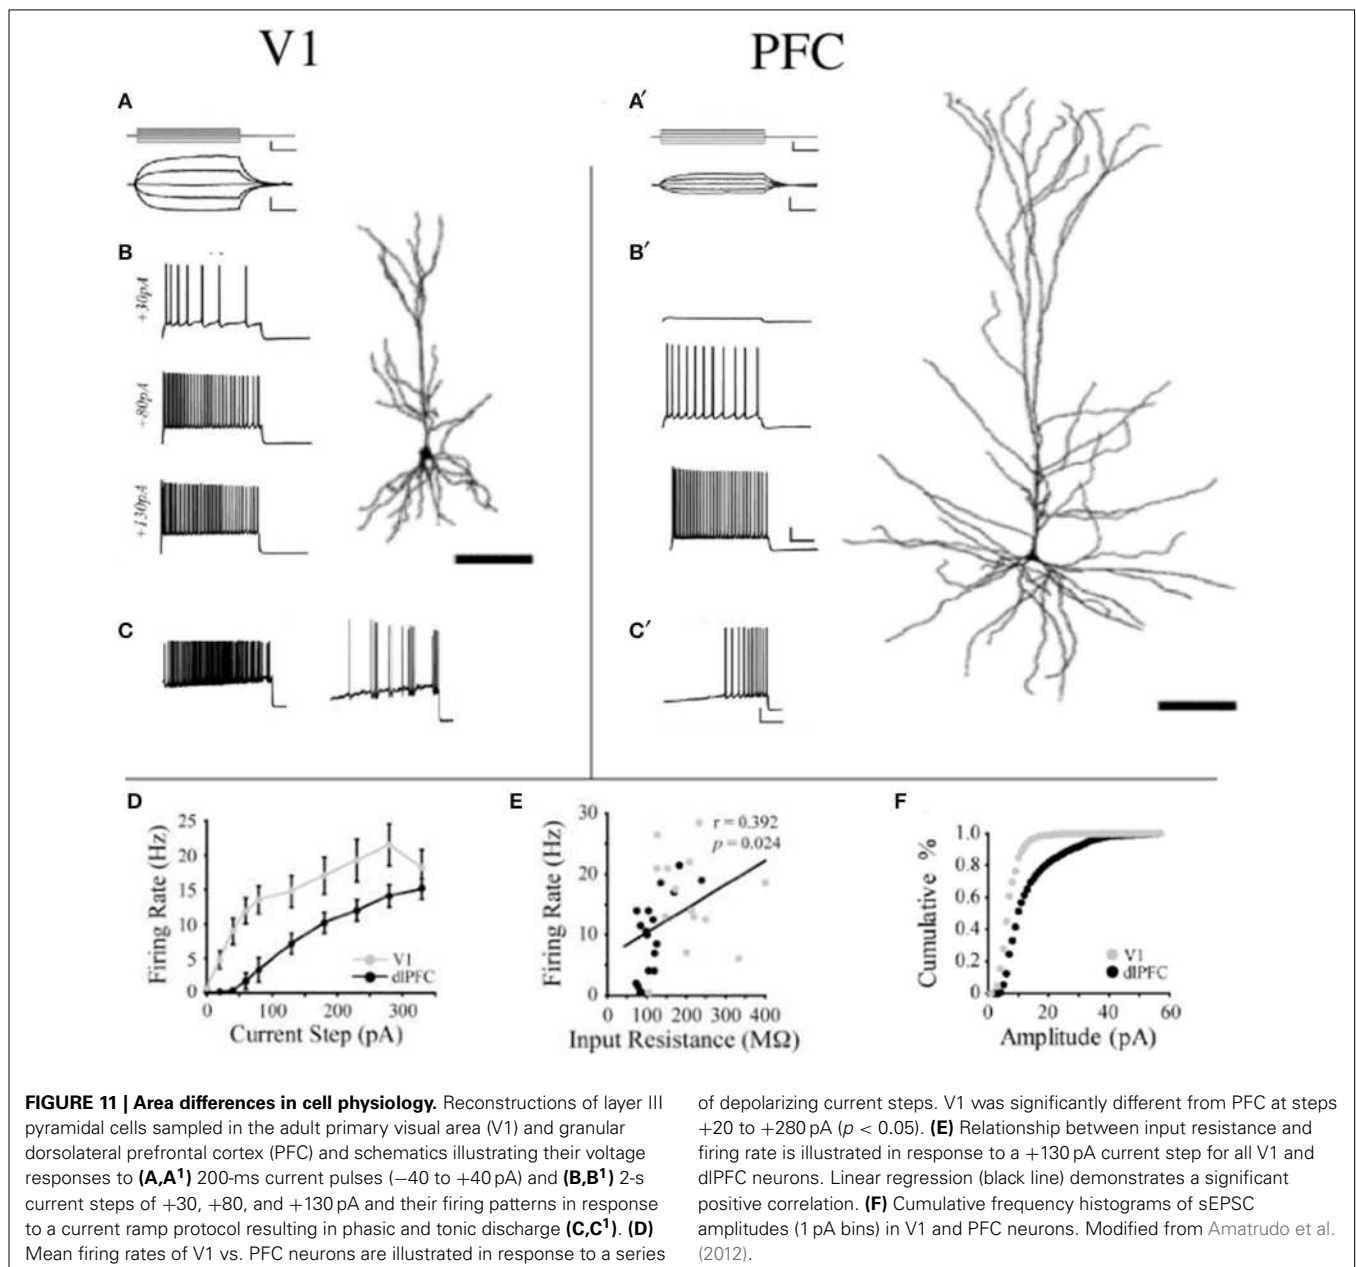 V1
PFC
A
A′
B
B′
+30pA
+80pA
+130pA
C
C′
D
Firing Rate (Hz)
25
20
15
10
5
0
0
100
200
300
Current Step (pA)
V1
dlPFC
E
Firing Rate (Hz)
30
20
10
0
0
100
200
300
400
Input Resistance (MΩ)
r = 0.392
p = 0.024
F
Cumulative %
1.0
0.8
0.6
0.4
0.2
0
0
20
40
60
Amplitude (pA)
V1
dlPFC
FIGURE 11 | Area differences in cell physiology. Reconstructions of layer III
pyramidal cells sampled in the adult primary visual area (V1) and granular
dorsolateral prefrontal cortex (PFC) and schematics illustrating their voltage
responses to (A,A¹) 200-ms current pulses (−40 to +40 pA) and (B,B¹) 2-s
current steps of +30, +80, and +130 pA and their firing patterns in response
to a current ramp protocol resulting in phasic and tonic discharge (C,C¹). (D)
Mean firing rates of V1 vs. PFC neurons are illustrated in response to a series
of depolarizing current steps. V1 was significantly different from PFC at steps
+20 to +280 pA (p < 0.05). (E) Relationship between input resistance and
firing rate is illustrated in response to a +130 pA current step for all V1 and
dlPFC neurons. Linear regression (black line) demonstrates a significant
positive correlation. (F) Cumulative frequency histograms of sEPSC
amplitudes (1 pA bins) in V1 and PFC neurons. Modified from Amatrudo et al.
(2012).